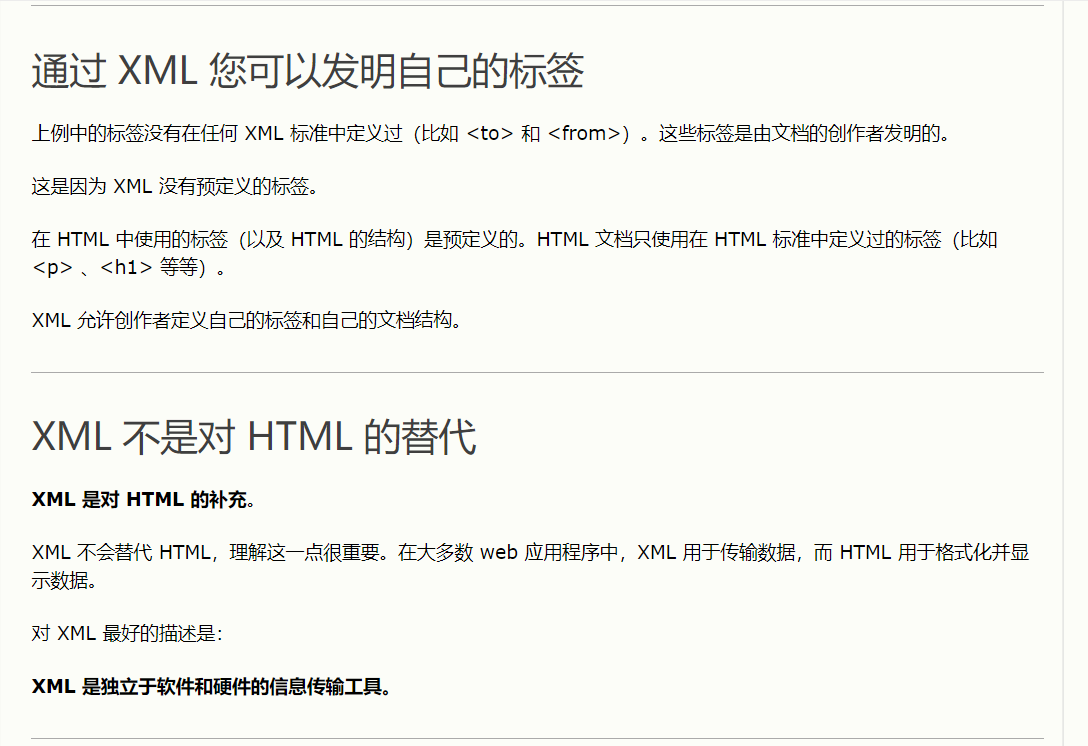 通过 XML 您可以发明自己的标签
上例中的标签没有在任何 XML 标准中定义过（比如 <to> 和 <from>）。这些标签是由文档的创作者发明的。
这是因为 XML 没有预定义的标签。
在 HTML 中使用的标签（以及 HTML 的结构）是预定义的。HTML 文档只使用在 HTML 标准中定义过的标签（比如
<p> 、<h1> 等等）。
XML 允许创作者定义自己的标签和自己的文档结构。
XML 不是对 HTML 的替代
XML 是对 HTML 的补充。
XML 不会替代 HTML，理解这一点很重要。在大多数 web 应用程序中，XML 用于传输数据，而 HTML 用于格式化并显
示数据。
对 XML 最好的描述是：
XML 是独立于软件和硬件的信息传输工具。